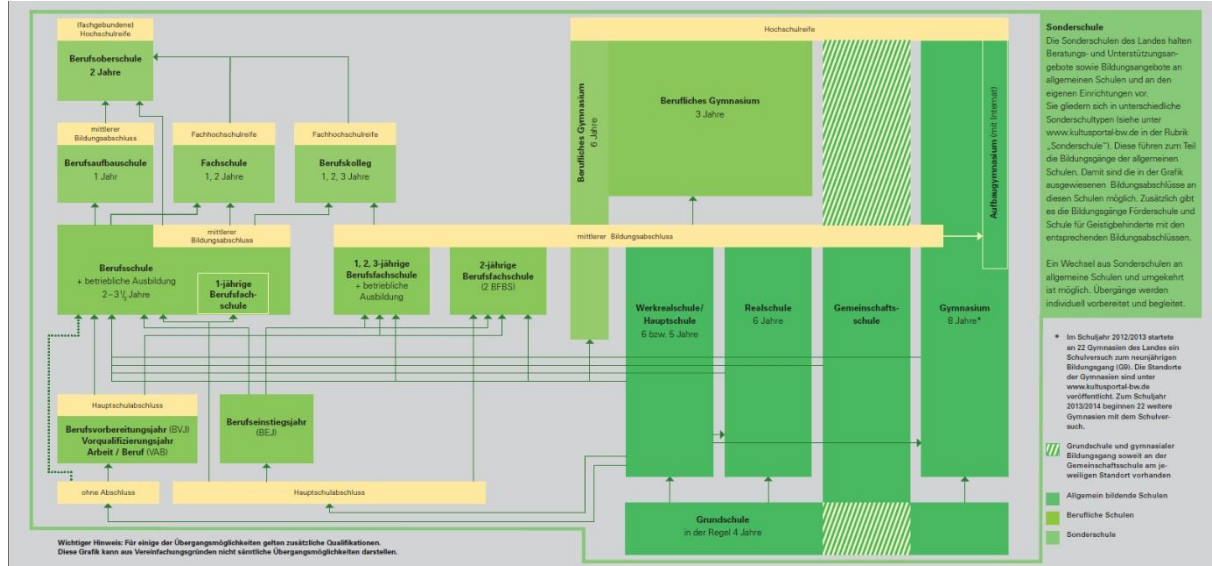 (fachgebundene)
Hochschulreife
Berufsoberschule
2 Jahre
mittlerer
Bildungsabschluss
Berufsaufbauschule
1 Jahr
Fachhochschulreife
Fachschule
1, 2 Jahre
Fachhochschulreife
Berufskolleg
1, 2, 3 Jahre
Hochschulreife
Berufliches Gymnasium
6 Jahre
Berufliches Gymnasium
3 Jahre
Aufbaugymnasium (mit Internat)
mittlerer
Bildungsabschluss
Berufsschule
+ betriebliche Ausbildung
2–3 1/2 Jahre
1-jährige
Berufsfach-
schule
mittlerer Bildungsabschluss
1, 2, 3-jährige
Berufsfachschule
+ betriebliche
Ausbildung
2-jährige
Berufsfachschule
(2 BFBS)
Werkrealschule/
Hauptschule
6 bzw. 5 Jahre
Realschule
6 Jahre
Gemeinschafts-
schule
Gymnasium
8 Jahre*
Hauptschulabschluss
Berufsvorbereitungsjahr (BVJ)
Vorqualifizierungsjahr
Arbeit / Beruf (VAB)
Berufseinstiegsjahr
(BEJ)
ohne Abschluss
Hauptschulabschluss
Grundschule
in der Regel 4 Jahre
Wichtiger Hinweis: Für einige der Übergangsmöglichkeiten gelten zusätzliche Qualifikationen.
Diese Grafik kann aus Vereinfachungsgründen nicht sämtliche Übergangsmöglichkeiten darstellen.
Sonderschule
Die Sonderschulen des Landes halten
Beratungs- und Unterstützungsan-
gebote sowie Bildungsangebote an
allgemeinen Schulen und an den
eigenen Einrichtungen vor.
Sie gliedern sich in unterschiedliche
Sonderschultypen (siehe unter
www.kultusportal-bw.de in der Rubrik
„Sonderschule"). Diese führen zum Teil
die Bildungsgänge der allgemeinen
Schulen. Damit sind die in der Grafik
ausgewiesenen Bildungsabschlüsse an
diesen Schulen möglich. Zusätzlich gibt
es die Bildungsgänge Förderschule und
Schule für Geistigbehinderte mit den
entsprechenden Bildungsabschlüssen.
Ein Wechsel aus Sonderschulen an
allgemeine Schulen und umgekehrt
ist möglich. Übergänge werden
individuell vorbereitet und begleitet.
* Im Schuljahr 2012/2013 startete
an 22 Gymnasien des Landes ein
Schulversuch zum neunjährigen
Bildungsgang (G9). Die Standorte
der Gymnasien sind unter
www.kultusportal-bw.de
veröffentlicht. Zum Schuljahr
2013/2014 beginnen 22 weitere
Gymnasien mit dem Schulver-
such.
Grundschule und gymnasialer
Bildungsgang soweit an der
Gemeinschaftsschule am je-
weiligen Standort vorhanden
Allgemein bildende Schulen
Berufliche Schulen
Sonderschule